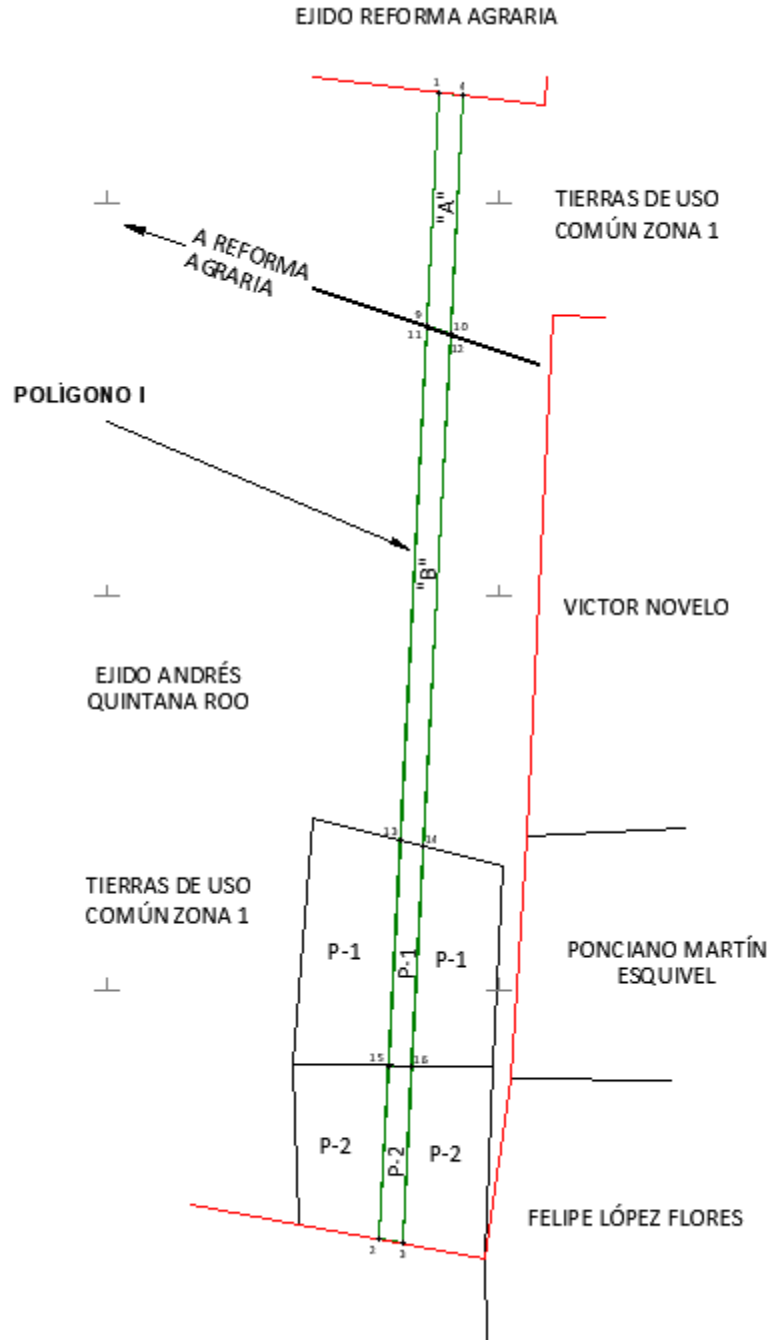 EJIDO REFORMA AGRARIA
1 4
"A"
TIERRAS DE USO
COMÚN ZONA 1
A REFORMA
AGRARIA
9 10
11 12
POLÌGONO I
"B"
VICTOR NOVELO
EJIDO ANDRÉS
QUINTANA ROO
13 14
TIERRAS DE USO
COMÚN ZONA 1
P-1 P-1 P-1
PONCIANO MARTÍN
ESQUIVEL
15 16
P-2 P-2 P-2
FELIPE LÓPEZ FLORES
2 3